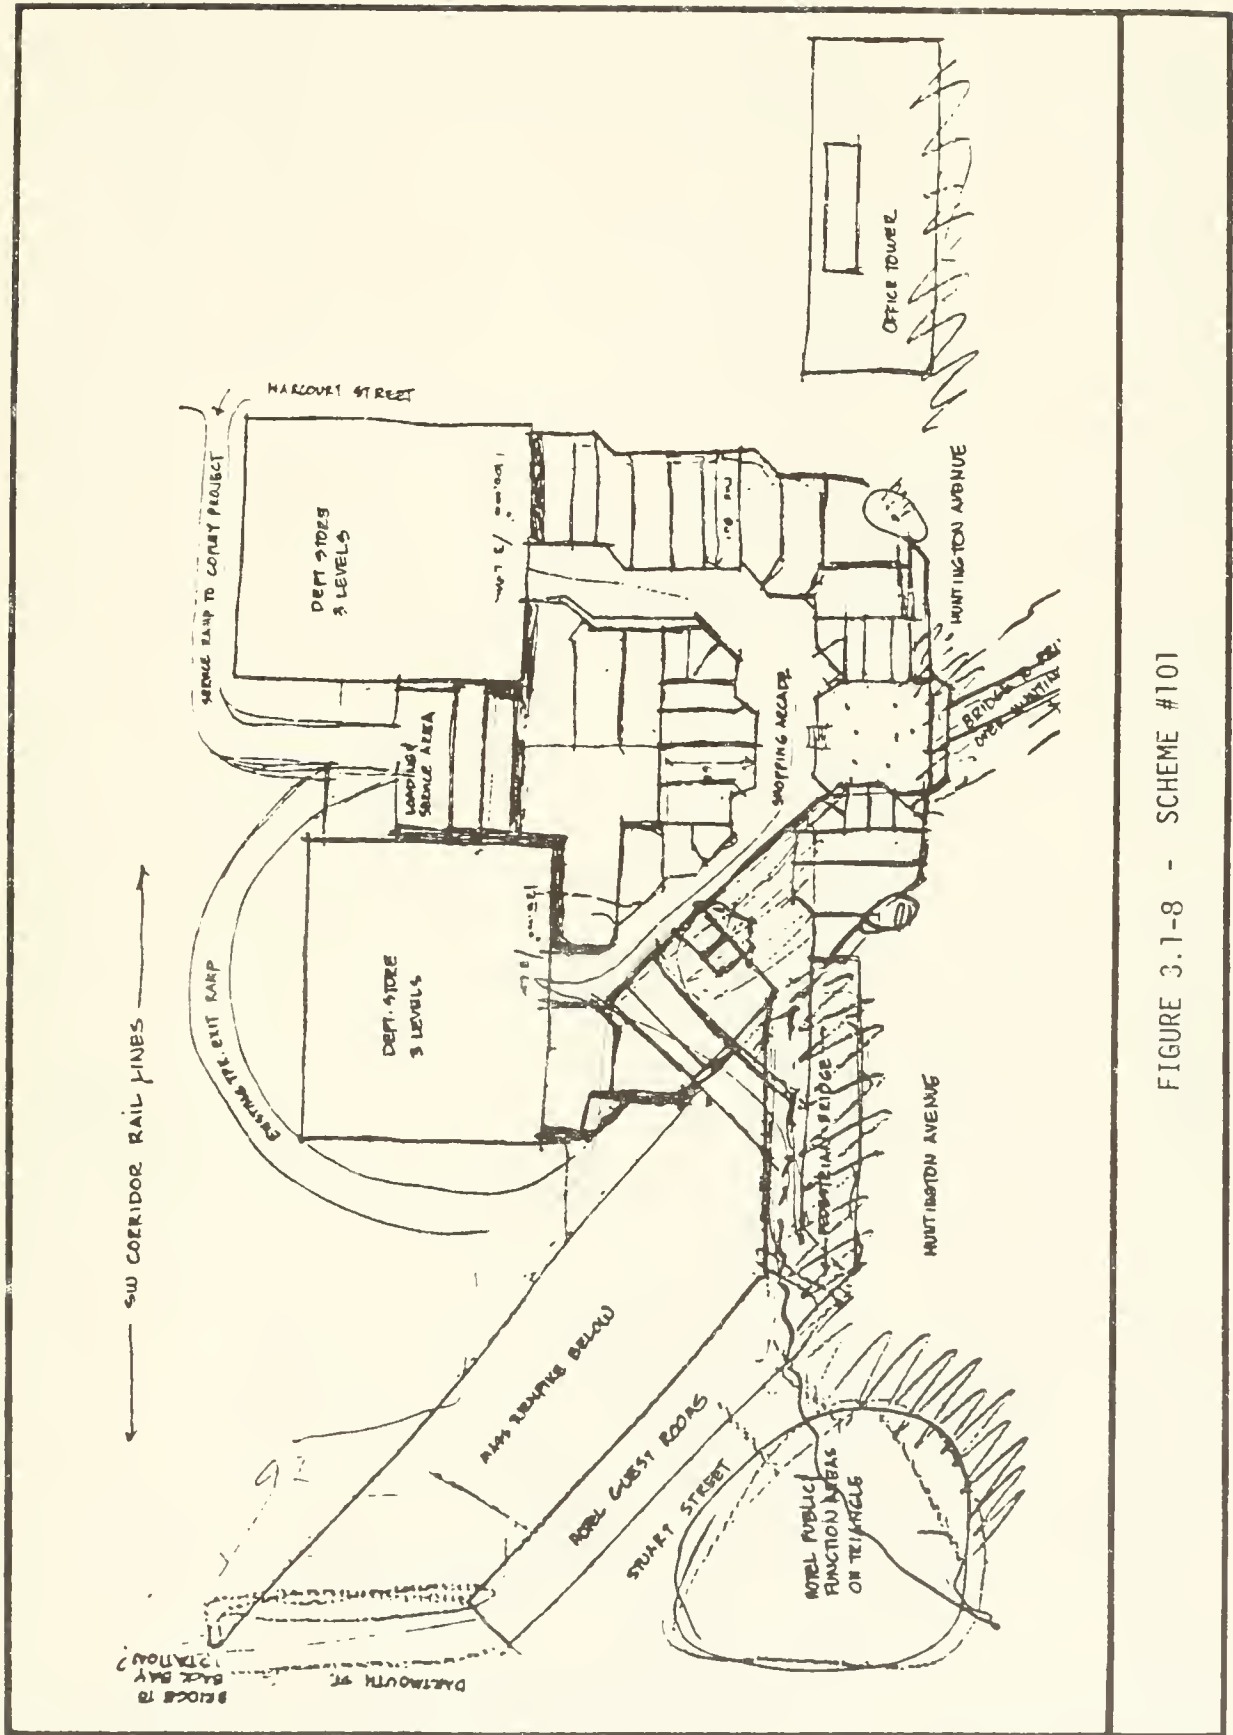 SW CORRIDOR RAIL LINES
HARCOURT STREET
SERVICE RAMP TO COPLEY PROJECT
DEPT STORE
3 LEVELS
LOADING/
SERVICE AREA
EXISTING TPK. EXIT RAMP
DEPT. STORE
3 LEVELS
OFFICE TOWER
SHOPPING ARCADE
HUNTINGTON AVENUE
BRIDGE TO
OVER
PEDESTRIAN BRIDGE
HUNTINGTON AVENUE
MASS TURNPIKE BELOW
HOTEL GUEST ROOMS
STUART STREET
HOTEL PUBLIC/
FUNCTION AREAS
ON TRIANGLE
BRIDGE TO
BACK BAY
STATION?
DARTMOUTH ST.
FIGURE 3.1-8 - SCHEME #101